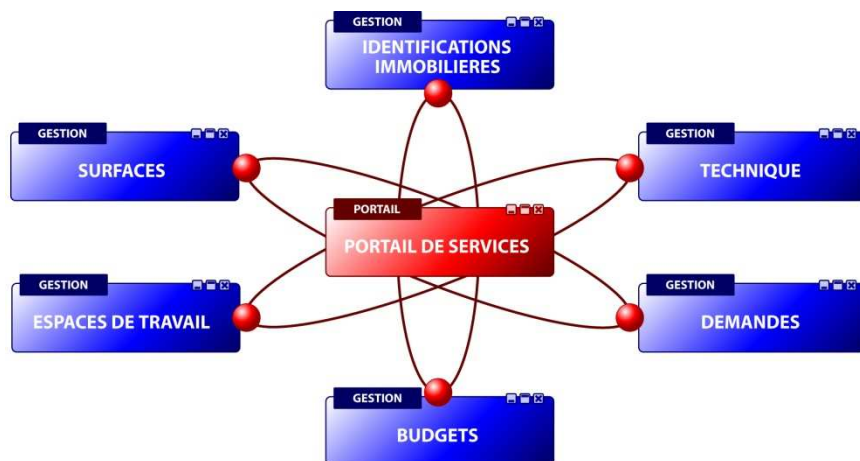 GESTION
IDENTIFICATIONS
IMMOBILIERES
GESTION
SURFACES
GESTION
TECHNIQUE
PORTAIL
PORTAIL DE SERVICES
GESTION
ESPACES DE TRAVAIL
GESTION
DEMANDES
GESTION
BUDGETS